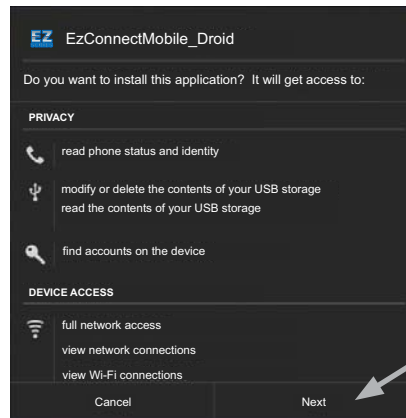 EZ EzConnectMobile_Droid
Do you want to install this application? It will get access to:
PRIVACY
read phone status and identity
modify or delete the contents of your USB storage
read the contents of your USB storage
find accounts on the device
DEVICE ACCESS
full network access
view network connections
view Wi-Fi connections
Cancel Next